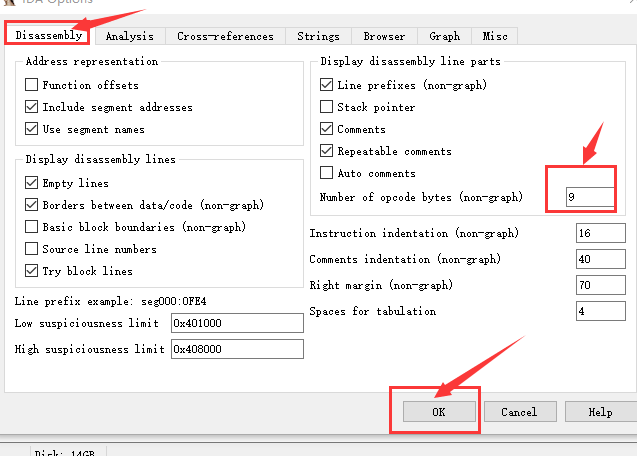 IDA Options
Disassembly Analysis Cross-references Strings Browser Graph Misc
Address representation
Function offsets
Include segment addresses
Use segment names
Display disassembly lines
Empty lines
Borders between data/code (non-graph)
Basic block boundaries (non-graph)
Source line numbers
Try block lines
Line prefix example: seg000:0FE4
Low suspiciousness limit 0x401000
High suspiciousness limit 0x408000
Display disassembly line parts
Line prefixes (non-graph)
Stack pointer
Comments
Repeatable comments
Auto comments
Number of opcode bytes (non-graph) 9
Instruction indentation (non-graph) 16
Comments indentation (non-graph) 40
Right margin (non-graph) 70
Spaces for tabulation 4
OK Cancel Help
Disk: 14GB